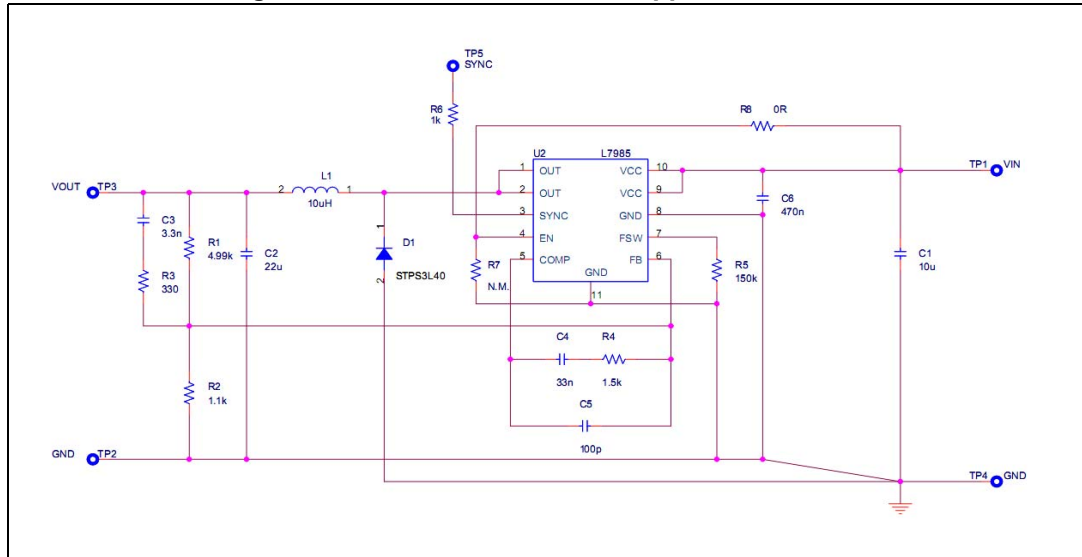 TP5
SYNC
R6
1k
R8 0R
U2 L7985
1 OUT VCC 10
2 OUT VCC 9
3 SYNC GND 8
4 EN FSW 7
5 COMP FB 6
GND
11
TP1 VIN
VOUT TP3
2 L1 1
10uH
C3
3.3n
R1
4.99k
C2
22u
R3
330
1
D1
2
STPS3L40
R7
N.M.
R5
150k
C6
470n
C1
10u
C4 R4
33n 1.5k
C5
100p
R2
1.1k
GND TP2
TP4 GND